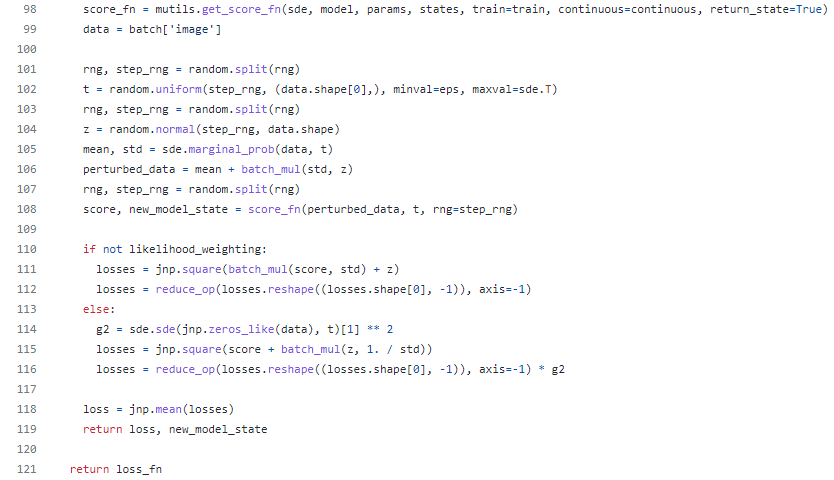 98 score_fn = mutils.get_score_fn(sde, model, params, states, train=train, continuous=continuous, return_state=True)
99 data = batch['image']
100
101 rng, step_rng = random.split(rng)
102 t = random.uniform(step_rng, (data.shape[0],), minval=eps, maxval=sde.T)
103 rng, step_rng = random.split(rng)
104 z = random.normal(step_rng, data.shape)
105 mean, std = sde.marginal_prob(data, t)
106 perturbed_data = mean + batch_mul(std, z)
107 rng, step_rng = random.split(rng)
108 score, new_model_state = score_fn(perturbed_data, t, rng=step_rng)
109
110 if not likelihood_weighting:
111 losses = jnp.square(batch_mul(score, std) + z)
112 losses = reduce_op(losses.reshape((losses.shape[0], -1)), axis=-1)
113 else:
114 g2 = sde.sde(jnp.zeros_like(data), t)[1] ** 2
115 losses = jnp.square(score + batch_mul(z, 1. / std))
116 losses = reduce_op(losses.reshape((losses.shape[0], -1)), axis=-1) * g2
117
118 loss = jnp.mean(losses)
119 return loss, new_model_state
120
121 return loss_fn